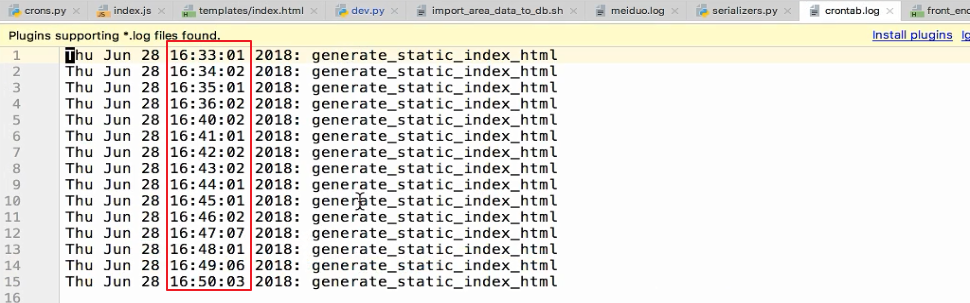 crons.py index.js templates/index.html dev.py import_area_data_to_db.sh meiduo.log serializers.py crontab.log
Plugins supporting *.log files found. Install plugins
1 Thu Jun 28 16:33:01 2018: generate_static_index_html
2 Thu Jun 28 16:34:02 2018: generate_static_index_html
3 Thu Jun 28 16:35:01 2018: generate_static_index_html
4 Thu Jun 28 16:36:02 2018: generate_static_index_html
5 Thu Jun 28 16:40:02 2018: generate_static_index_html
6 Thu Jun 28 16:41:01 2018: generate_static_index_html
7 Thu Jun 28 16:42:02 2018: generate_static_index_html
8 Thu Jun 28 16:43:02 2018: generate_static_index_html
9 Thu Jun 28 16:44:01 2018: generate_static_index_html
10 Thu Jun 28 16:45:01 2018: generate_static_index_html
11 Thu Jun 28 16:46:02 2018: generate_static_index_html
12 Thu Jun 28 16:47:07 2018: generate_static_index_html
13 Thu Jun 28 16:48:01 2018: generate_static_index_html
14 Thu Jun 28 16:49:06 2018: generate_static_index_html
15 Thu Jun 28 16:50:03 2018: generate_static_index_html
16